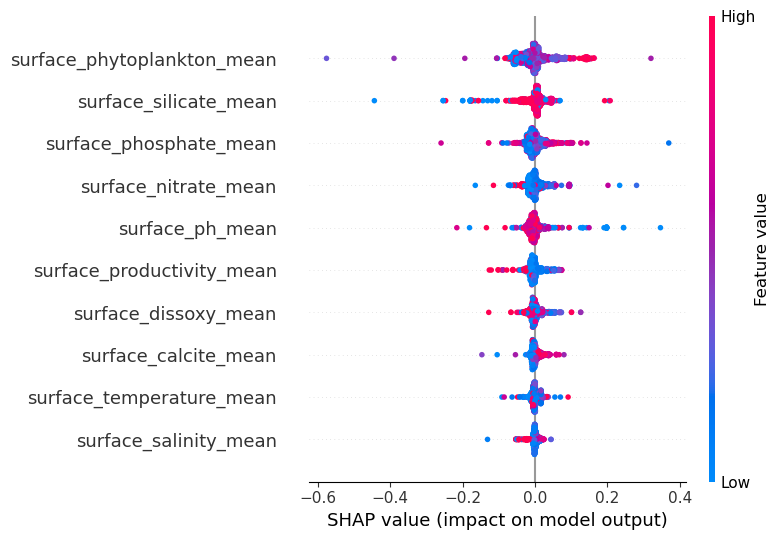 High
surface_phytoplankton_mean
surface_silicate_mean
surface_phosphate_mean
surface_nitrate_mean
surface_ph_mean
surface_productivity_mean
surface_dissoxy_mean
surface_calcite_mean
surface_temperature_mean
surface_salinity_mean
Feature value
Low
−0.6 −0.4 −0.2 0.0 0.2 0.4
SHAP value (impact on model output)